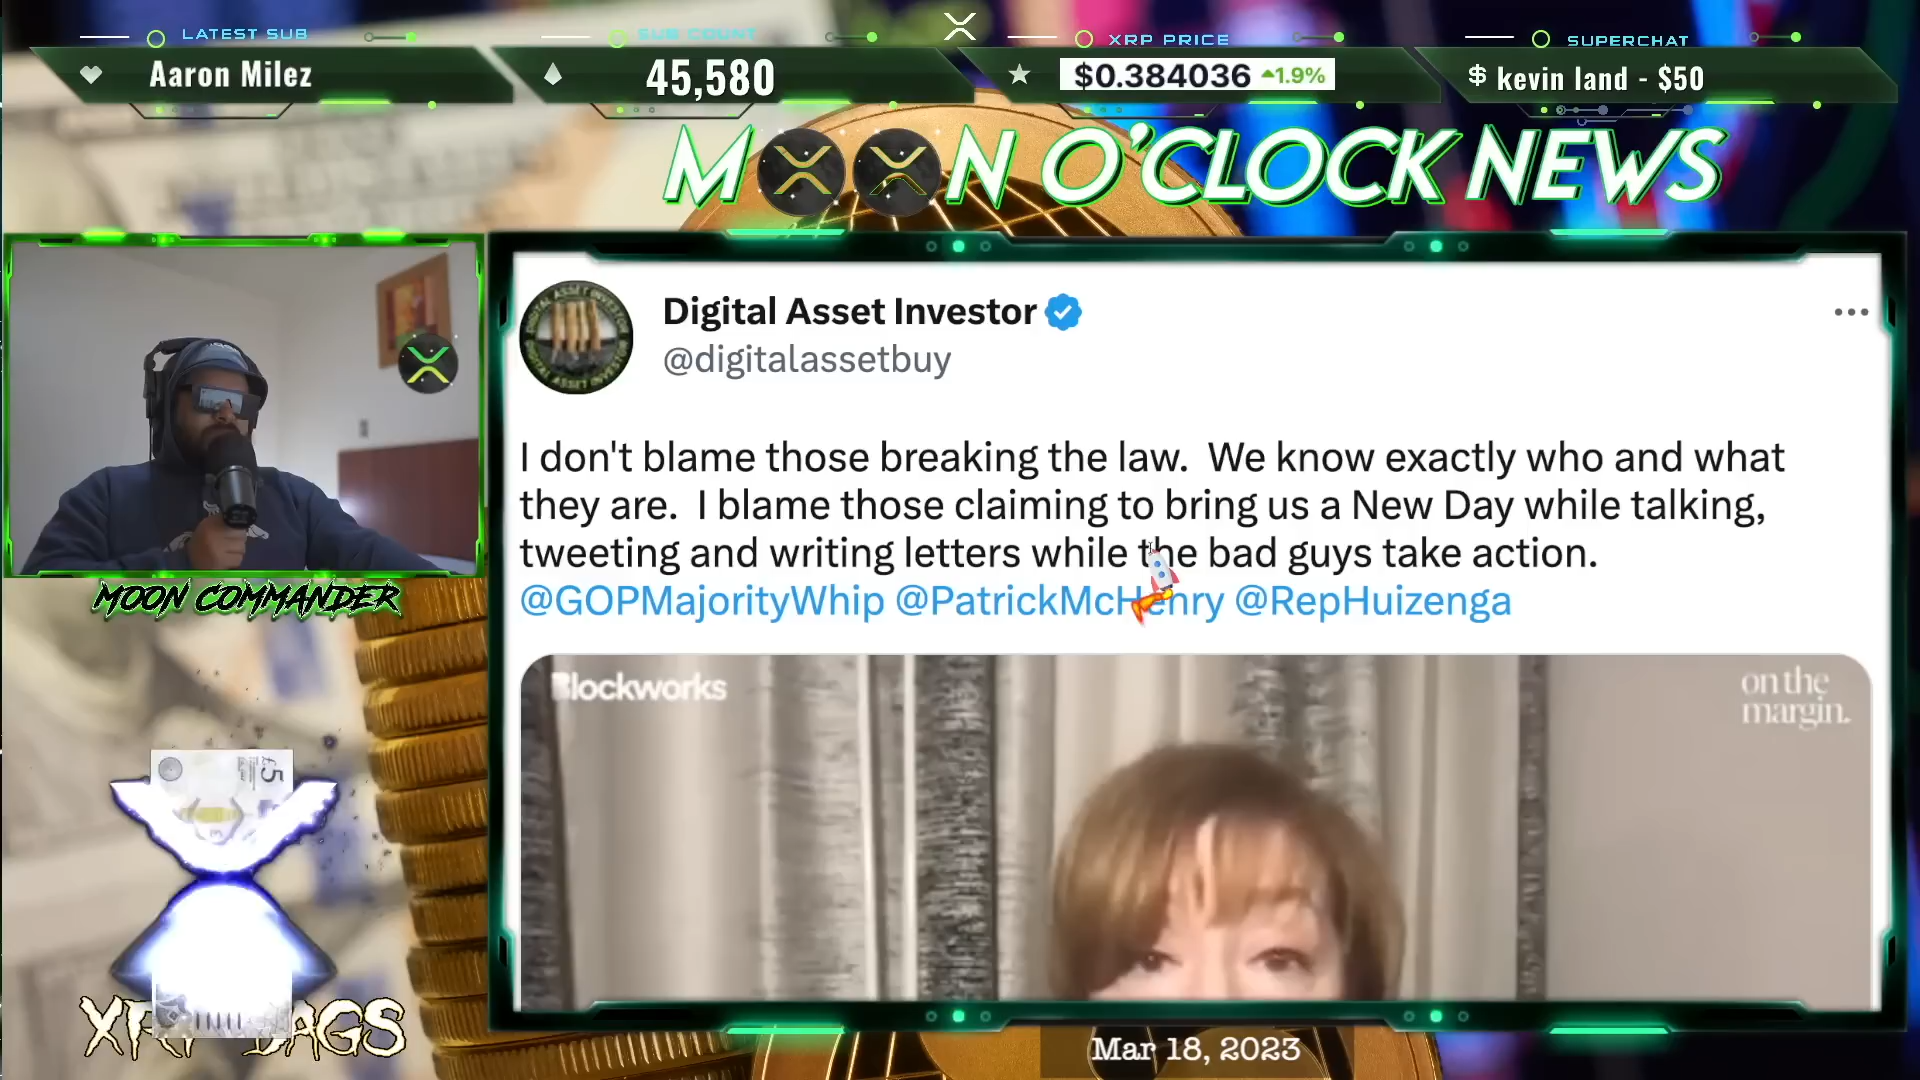 LATEST SUB
Aaron Milez
SUB COUNT
45,580
XRP PRICE
$0.384036 1.9%
SUPERCHAT
$ kevin land - $50
MOON O'CLOCK NEWS
Digital Asset Investor
@digitalassetbuy
I don't blame those breaking the law. We know exactly who and what
they are. I blame those claiming to bring us a New Day while talking,
tweeting and writing letters while the bad guys take action.
@GOPMajorityWhip @PatrickMcHenry @RepHuizenga
Blockworks
on the
margin.
MOON COMMANDER
£5
Mar 18, 2023